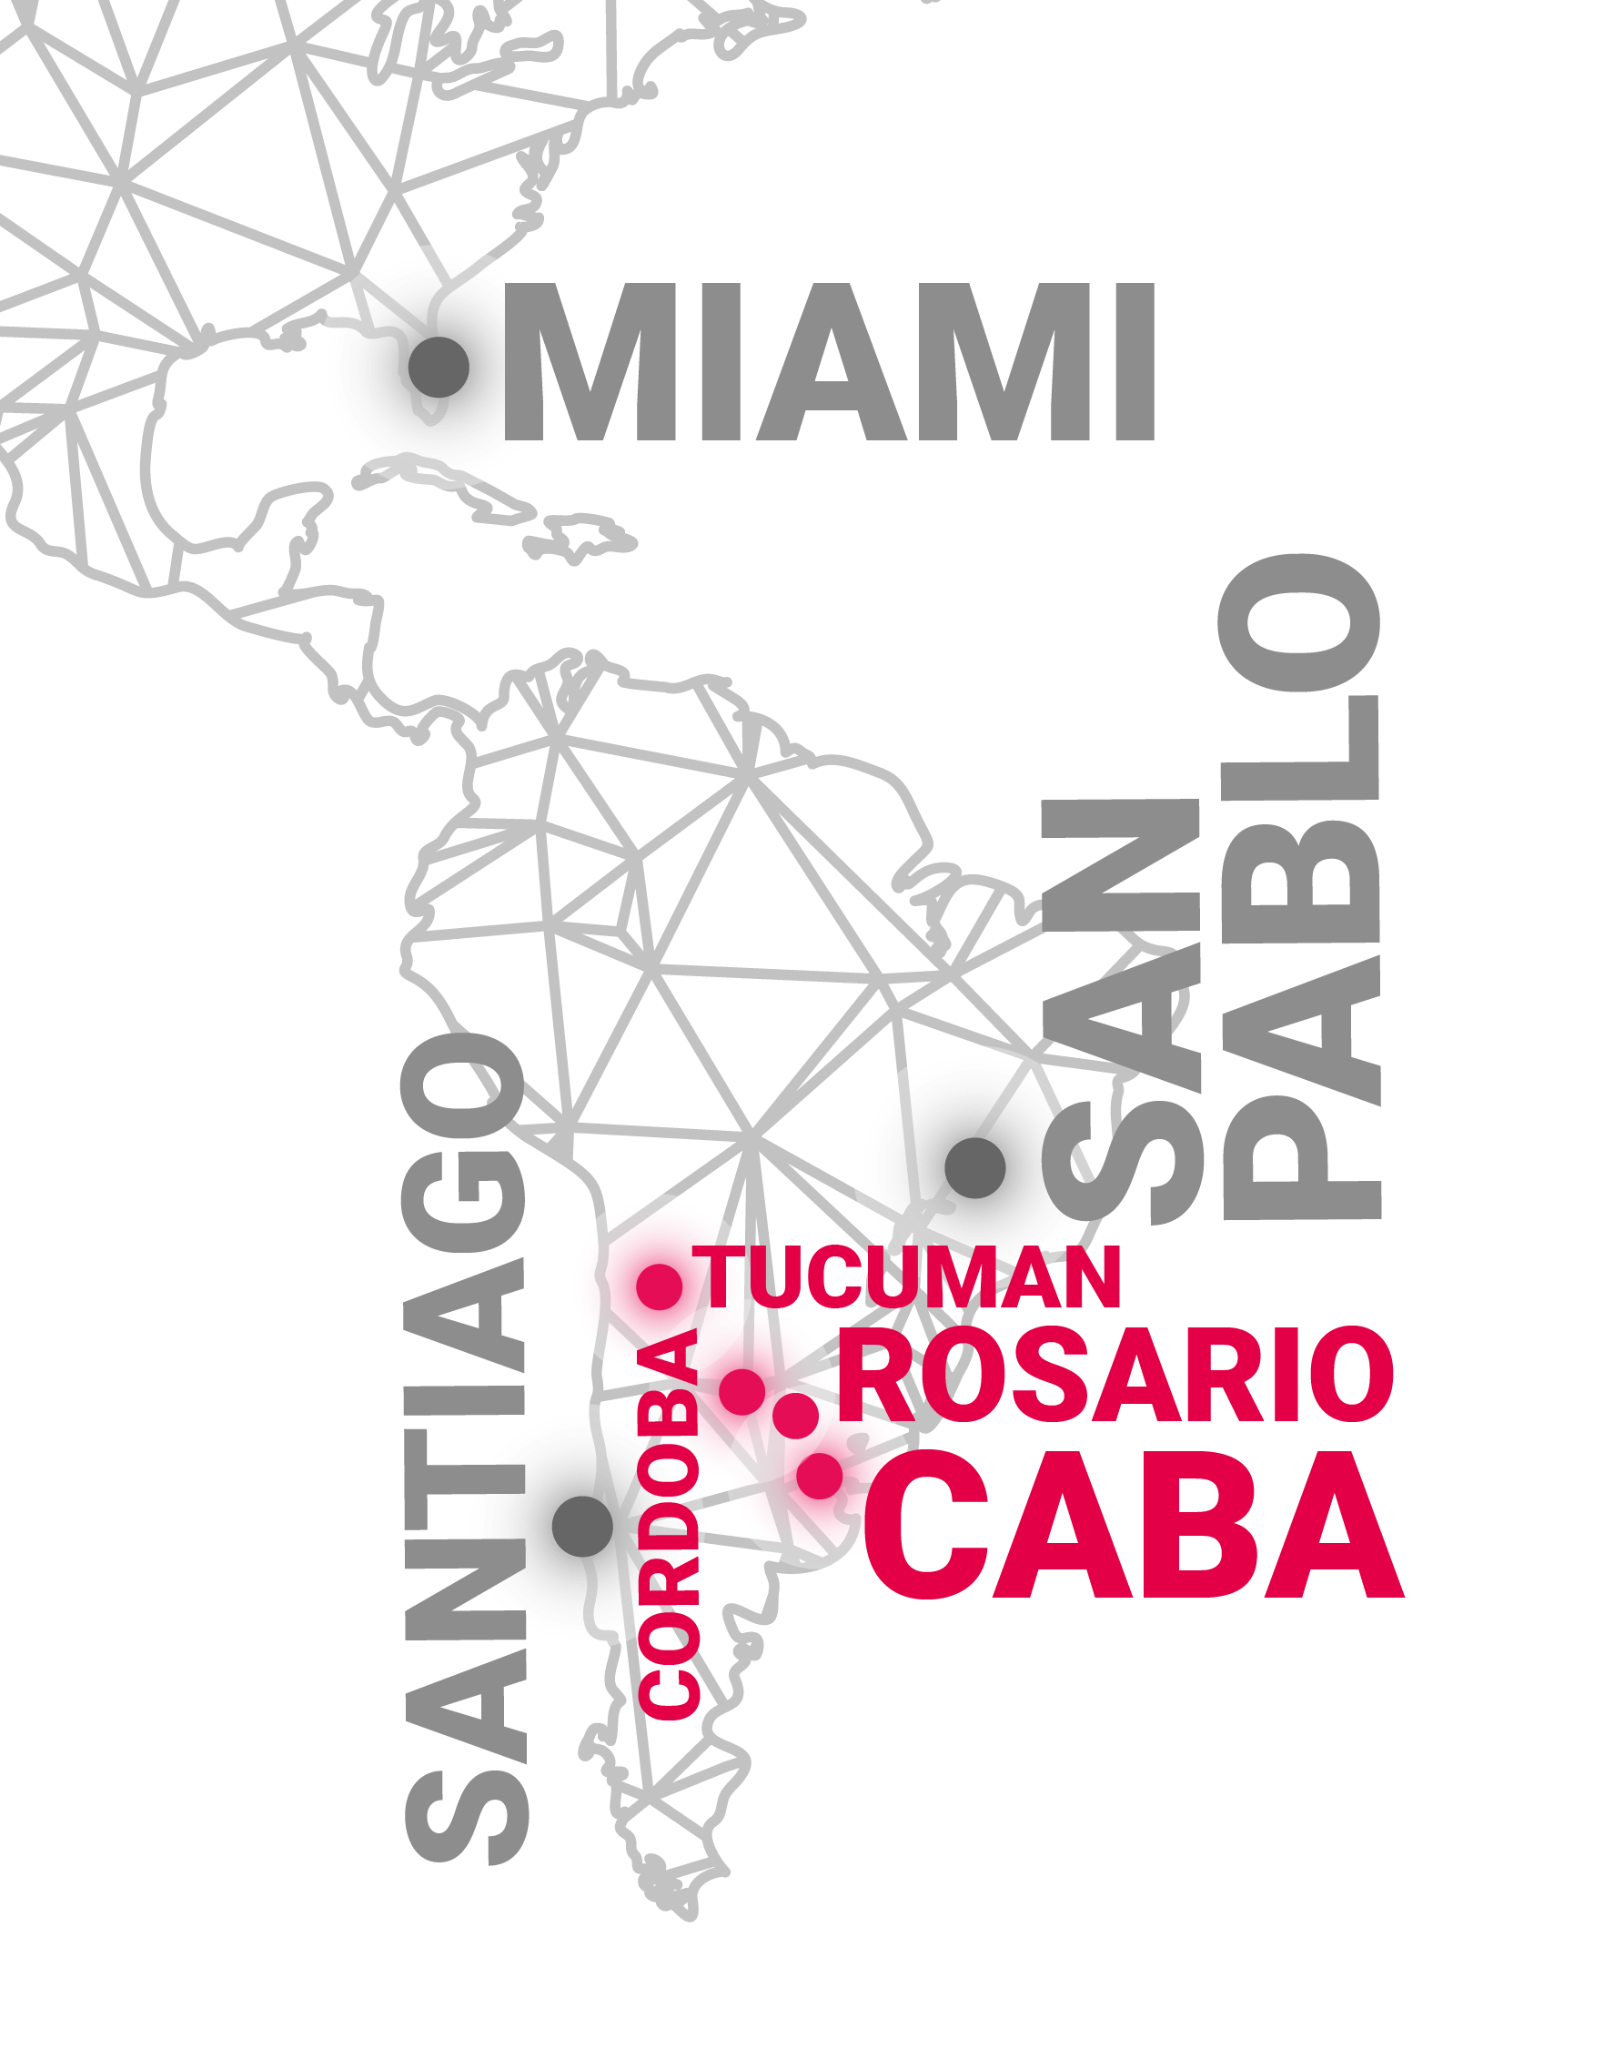 MIAMI
SAN
PABLO
SANTIAGO
TUCUMAN
CORDOBA
ROSARIO
CABA